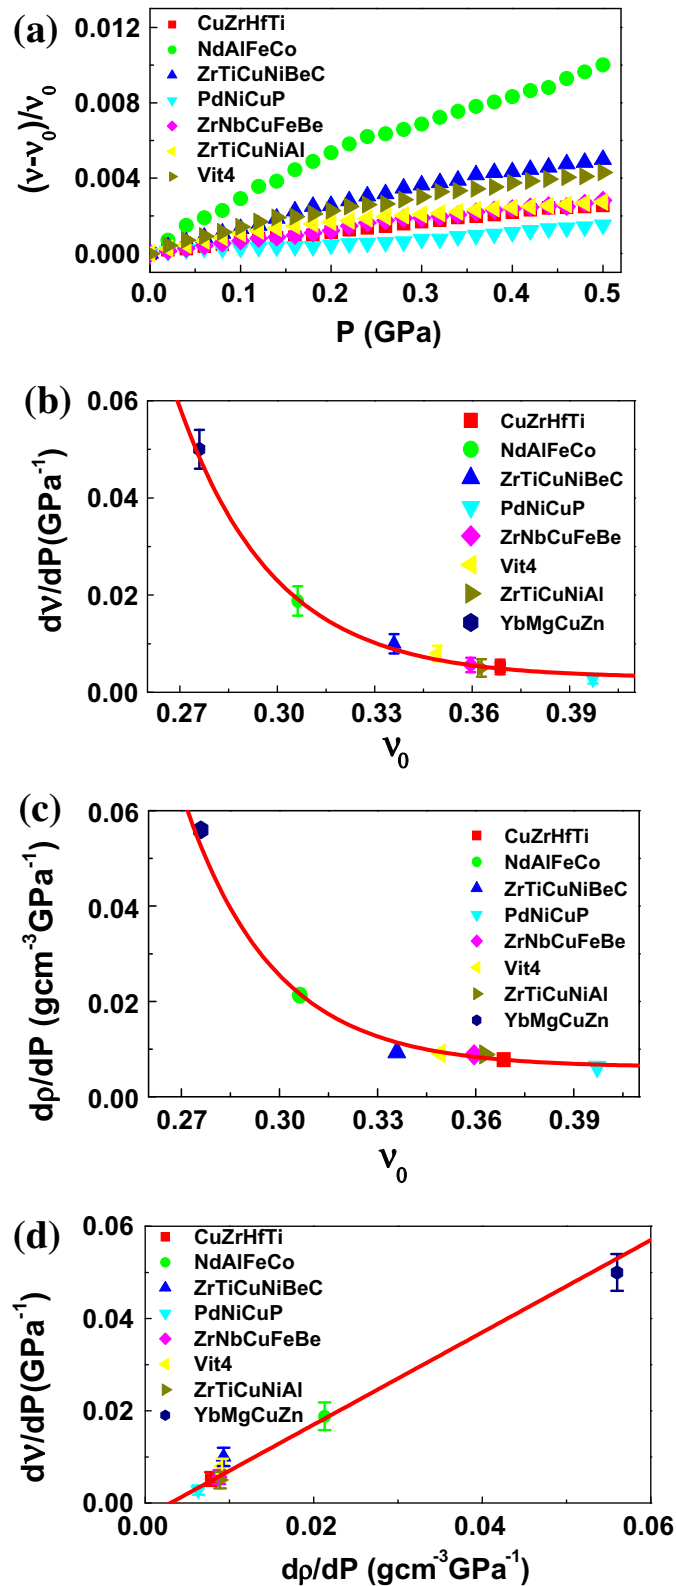 (a)
0.012
0.008
0.004
0.000
(ν-ν₀)/ν₀
CuZrHfTi
NdAlFeCo
ZrTiCuNiBeC
PdNiCuP
ZrNbCuFeBe
ZrTiCuNiAl
Vit4
0.0 0.1 0.2 0.3 0.4 0.5
P (GPa)
(b)
0.06
0.04
0.02
0.00
dν/dP(GPa⁻¹)
CuZrHfTi
NdAlFeCo
ZrTiCuNiBeC
PdNiCuP
ZrNbCuFeBe
Vit4
ZrTiCuNiAl
YbMgCuZn
0.27 0.30 0.33 0.36 0.39
ν₀
(c)
0.06
0.04
0.02
0.00
dρ/dP (gcm⁻³GPa⁻¹)
CuZrHfTi
NdAlFeCo
ZrTiCuNiBeC
PdNiCuP
ZrNbCuFeBe
Vit4
ZrTiCuNiAl
YbMgCuZn
0.27 0.30 0.33 0.36 0.39
ν₀
(d)
0.06
0.04
0.02
0.00
dν/dP(GPa⁻¹)
CuZrHfTi
NdAlFeCo
ZrTiCuNiBeC
PdNiCuP
ZrNbCuFeBe
Vit4
ZrTiCuNiAl
YbMgCuZn
0.00 0.02 0.04 0.06
dρ/dP (gcm⁻³GPa⁻¹)